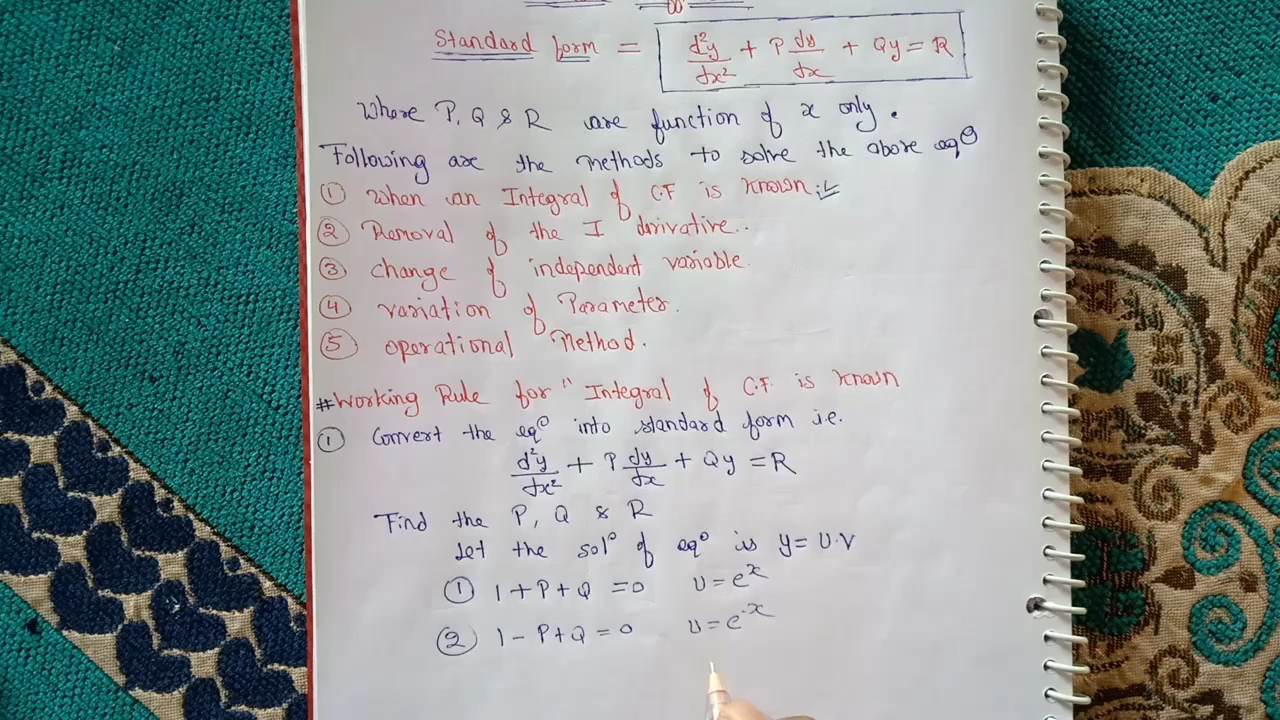 Standard form = d²y/dx² + P dy/dx + Qy = R
Where P, Q & R are function of x only.
Following are the methods to solve the above eqⁿ
① When an Integral of C.F is known :-
② Removal of the I derivative..
③ change of independent variable.
④ variation of Parameter.
⑤ operational Method.
# Working Rule for " Integral of C.F. is known
① Convert the eqⁿ into standard form i.e.
d²y/dx² + P dy/dx + Qy = R
Find the P, Q & R
Let the solⁿ of eqⁿ is y = U.V
① 1+P+Q = 0 U = eˣ
② 1-P+Q = 0 U = e⁻ˣ